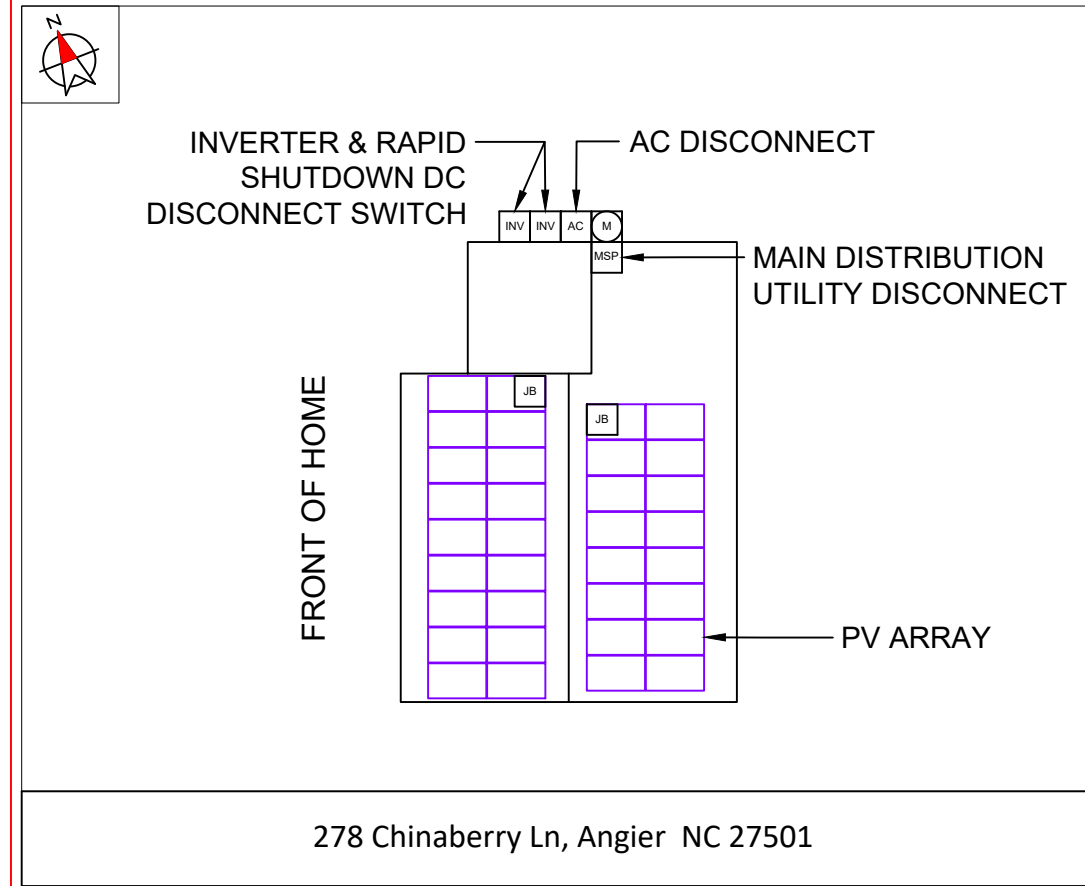 N
INVERTER & RAPID
SHUTDOWN DC
DISCONNECT SWITCH
AC DISCONNECT
INV
INV
AC
M
MSP
MAIN DISTRIBUTION
UTILITY DISCONNECT
FRONT OF HOME
JB
JB
PV ARRAY
278 Chinaberry Ln, Angier  NC 27501